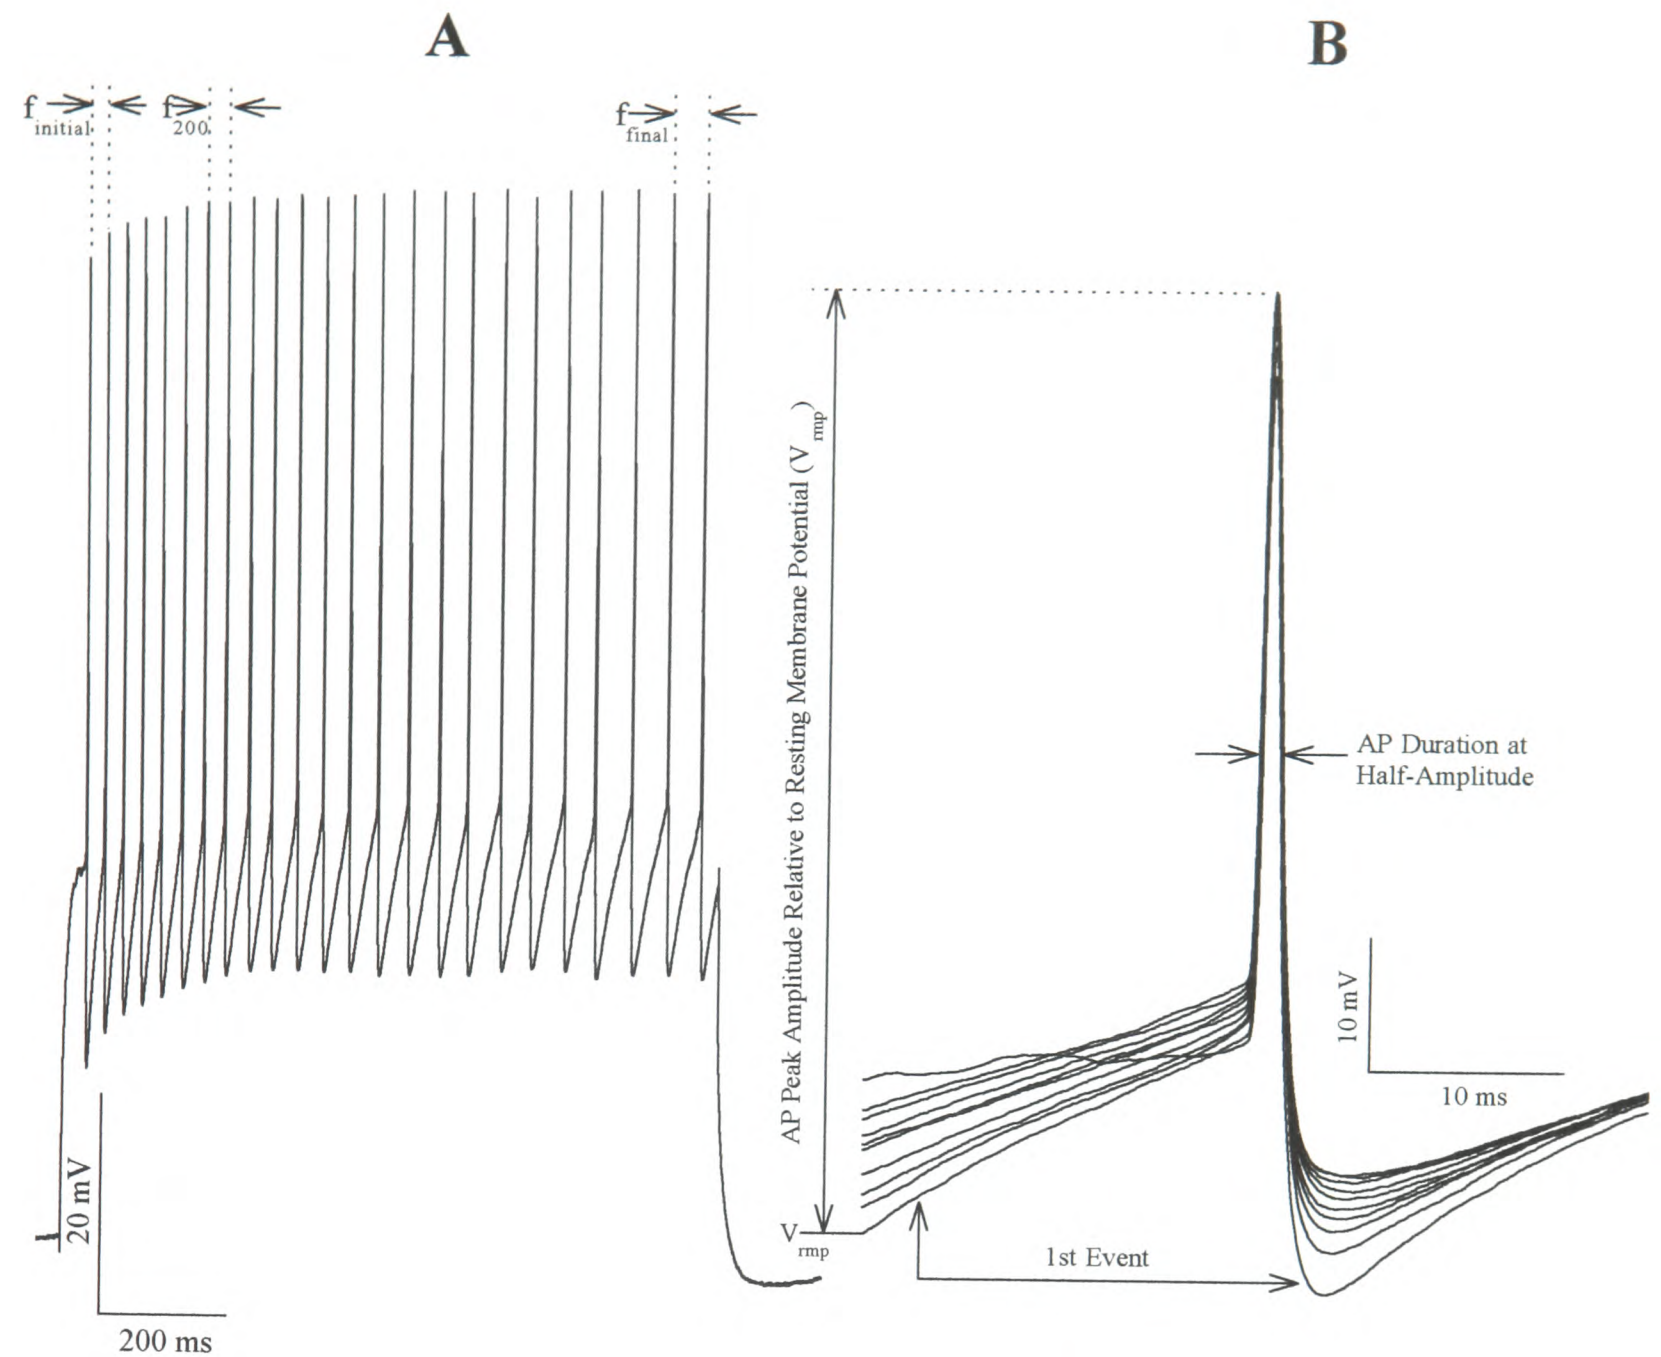 A
B
f initial
f 200
f final
AP Peak Amplitude Relative to Resting Membrane Potential (V rmp)
AP Duration at
Half-Amplitude
10 mV
10 ms
V rmp
1st Event
20 mV
200 ms